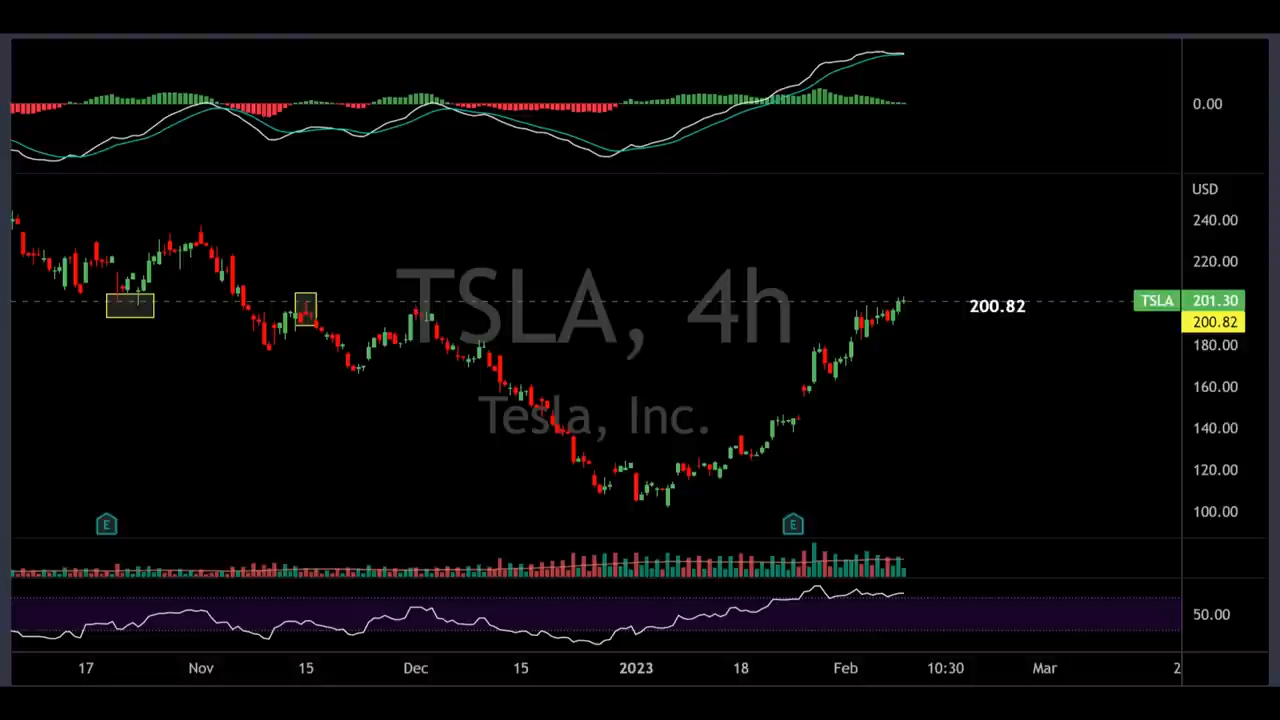 0.00
USD
240.00
220.00
TSLA, 4h
TSLA 201.30
200.82
200.82
180.00
160.00
Tesla, Inc.
140.00
120.00
100.00
E E
50.00
17 Nov 15 Dec 15 2023 18 Feb 10:30 Mar 2